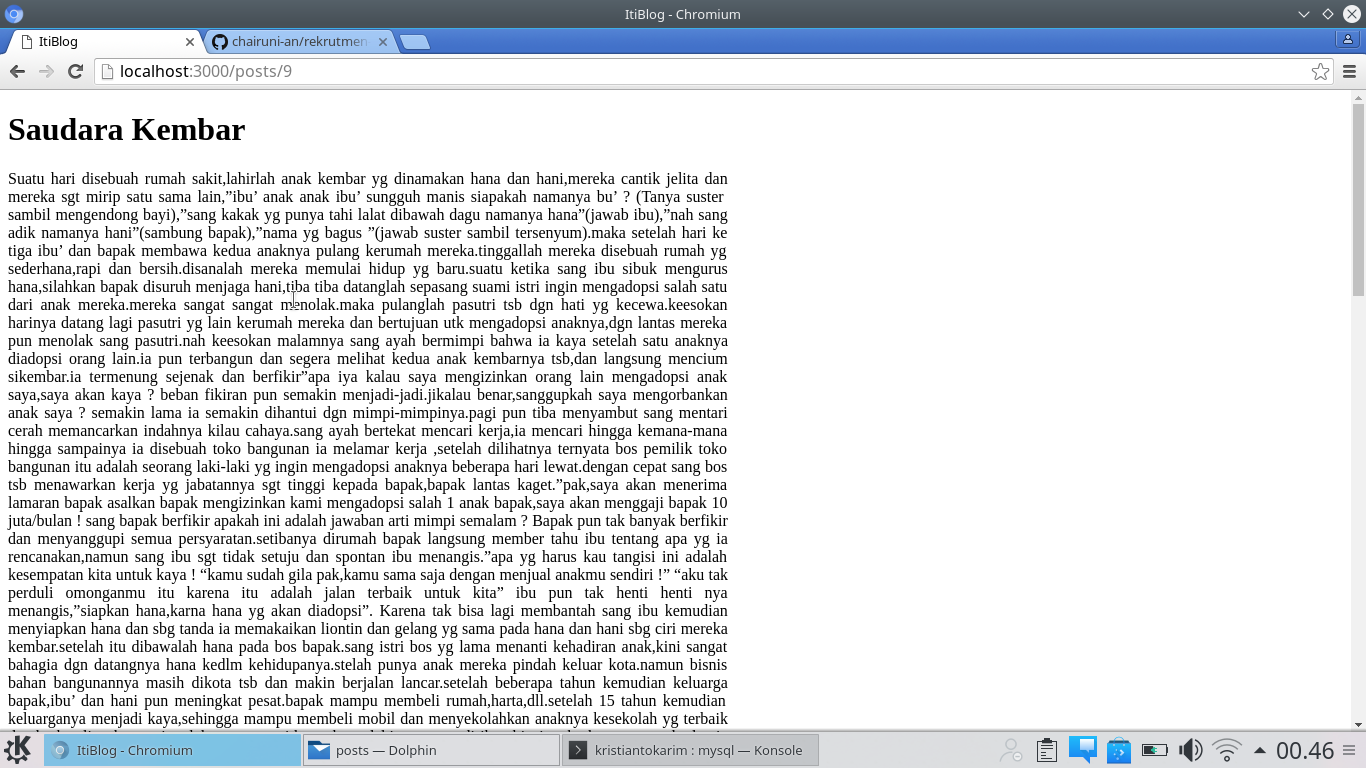 ItiBlog - Chromium
ItiBlog
chairuni-an/rekrutmen
localhost:3000/posts/9
Saudara Kembar
Suatu hari disebuah rumah sakit,lahirlah anak kembar yg dinamakan hana dan hani,mereka cantik jelita dan
mereka sgt mirip satu sama lain,”ibu’ anak anak ibu’ sungguh manis siapakah namanya bu’ ? (Tanya suster
sambil mengendong bayi),”sang kakak yg punya tahi lalat dibawah dagu namanya hana”(jawab ibu),”nah sang
adik namanya hani”(sambung bapak),”nama yg bagus ”(jawab suster sambil tersenyum).maka setelah hari ke
tiga ibu’ dan bapak membawa kedua anaknya pulang kerumah mereka.tinggallah mereka disebuah rumah yg
sederhana,rapi dan bersih.disanalah mereka memulai hidup yg baru.suatu ketika sang ibu sibuk mengurus
hana,silahkan bapak disuruh menjaga hani,tiba tiba datanglah sepasang suami istri ingin mengadopsi salah satu
dari anak mereka.mereka sangat sangat menolak.maka pulanglah pasutri tsb dgn hati yg kecewa.keesokan
harinya datang lagi pasutri yg lain kerumah mereka dan bertujuan utk mengadopsi anaknya,dgn lantas mereka
pun menolak sang pasutri.nah keesokan malamnya sang ayah bermimpi bahwa ia kaya setelah satu anaknya
diadopsi orang lain.ia pun terbangun dan segera melihat kedua anak kembarnya tsb,dan langsung mencium
sikembar.ia termenung sejenak dan berfikir”apa iya kalau saya mengizinkan orang lain mengadopsi anak
saya,saya akan kaya ? beban fikiran pun semakin menjadi-jadi.jikalau benar,sanggupkah saya mengorbankan
anak saya ? semakin lama ia semakin dihantui dgn mimpi-mimpinya.pagi pun tiba menyambut sang mentari
cerah memancarkan indahnya kilau cahaya.sang ayah bertekat mencari kerja,ia mencari hingga kemana-mana
hingga sampainya ia disebuah toko bangunan ia melamar kerja ,setelah dilihatnya ternyata bos pemilik toko
bangunan itu adalah seorang laki-laki yg ingin mengadopsi anaknya beberapa hari lewat.dengan cepat sang bos
tsb menawarkan kerja yg jabatannya sgt tinggi kepada bapak,bapak lantas kaget.”pak,saya akan menerima
lamaran bapak asalkan bapak mengizinkan kami mengadopsi salah 1 anak bapak,saya akan menggaji bapak 10
juta/bulan ! sang bapak berfikir apakah ini adalah jawaban arti mimpi semalam ? Bapak pun tak banyak berfikir
dan menyanggupi semua persyaratan.setibanya dirumah bapak langsung member tahu ibu tentang apa yg ia
rencanakan,namun sang ibu sgt tidak setuju dan spontan ibu menangis.”apa yg harus kau tangisi ini adalah
kesempatan kita untuk kaya ! “kamu sudah gila pak,kamu sama saja dengan menjual anakmu sendiri !” “aku tak
perduli omonganmu itu karena itu adalah jalan terbaik untuk kita” ibu pun tak henti henti nya
menangis,”siapkan hana,karna hana yg akan diadopsi”. Karena tak bisa lagi membantah sang ibu kemudian
menyiapkan hana dan sbg tanda ia memakaikan liontin dan gelang yg sama pada hana dan hani sbg ciri mereka
kembar.setelah itu dibawalah hana pada bos bapak.sang istri bos yg lama menanti kehadiran anak,kini sangat
bahagia dgn datangnya hana kedlm kehidupanya.stelah punya anak mereka pindah keluar kota.namun bisnis
bahan bangunannya masih dikota tsb dan makin berjalan lancar.setelah beberapa tahun kemudian keluarga
bapak,ibu’ dan hani pun meningkat pesat.bapak mampu membeli rumah,harta,dll.setelah 15 tahun kemudian
keluarganya menjadi kaya,sehingga mampu membeli mobil dan menyekolahkan anaknya kesekolah yg terbaik
ItiBlog - Chromium
posts — Dolphin
kristiantokarim : mysql — Konsole
00.46